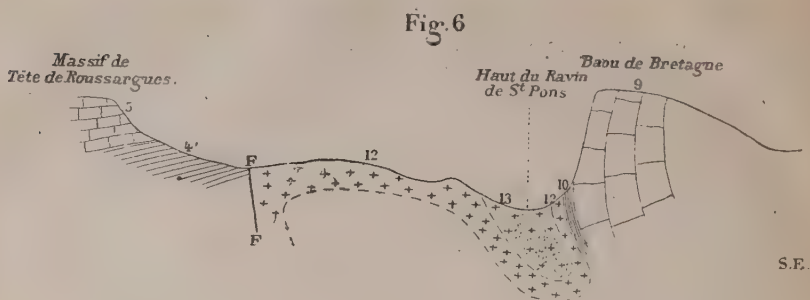 Fig. 6
Massif de
Tête de Roussargues.
Haut du Ravin
de St Pons
Baou de Bretagne
9
5
4'
F
12
10
13
12
F
S.E.